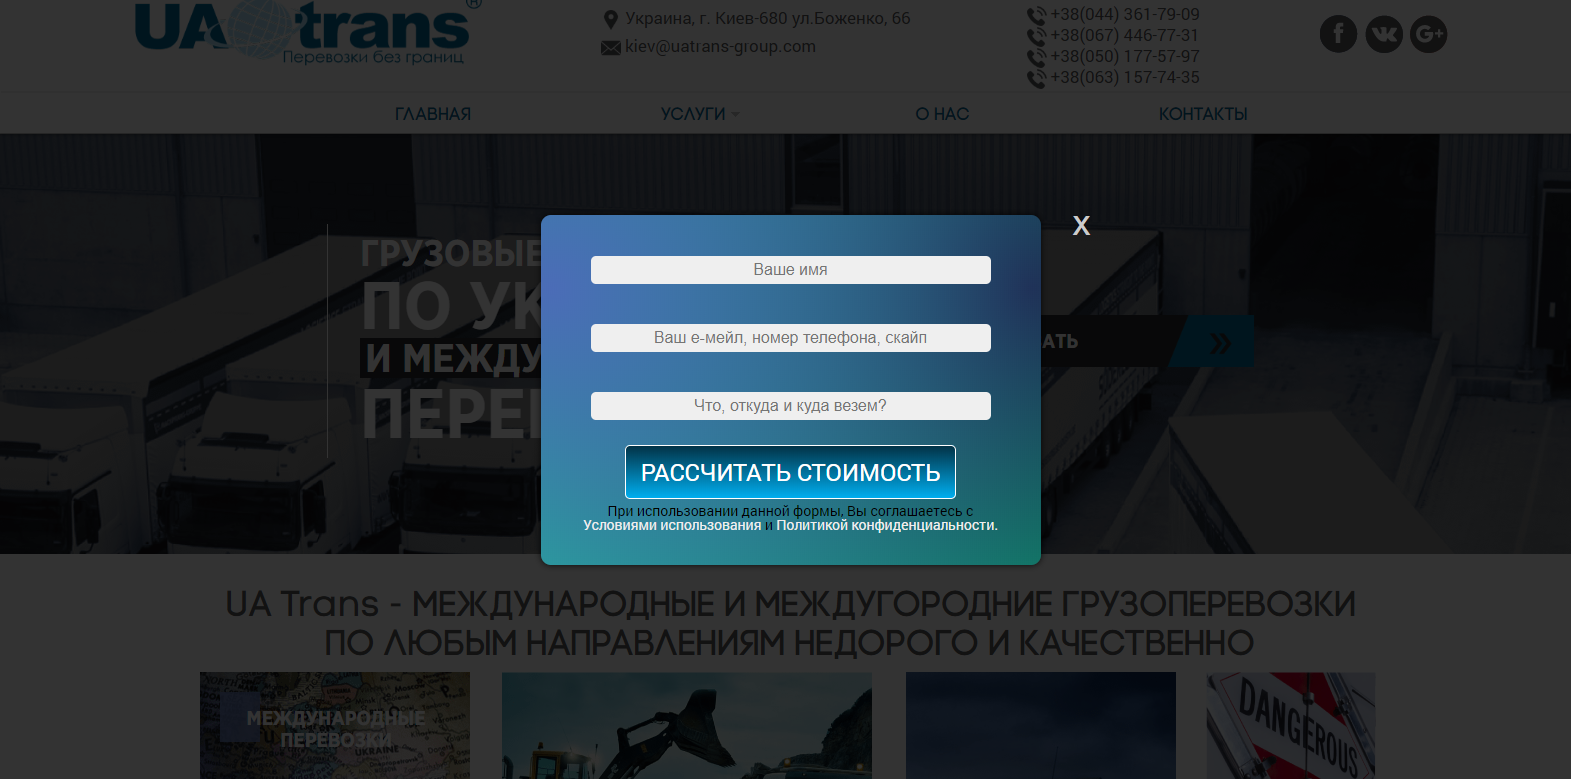 UA trans®
Перевозки без границ
Украина, г. Киев-680 ул.Боженко, 66
kiev@uatrans-group.com
+38(044) 361-79-09
+38(067) 446-77-31
+38(050) 177-57-97
+38(063) 157-74-35
f
G+
ГЛАВНАЯ
УСЛУГИ
О НАС
КОНТАКТЫ
ГРУЗОВЫЕ
ПО УК
И МЕЖДУ
ПЕРЕ
АТЬ
X
Ваше имя
Ваш е-мейл, номер телефона, скайп
Что, откуда и куда везем?
РАССЧИТАТЬ СТОИМОСТЬ
При использовании данной формы, Вы соглашаетесь с
Условиями использования и Политикой конфиденциальности.
UA Trans - МЕЖДУНАРОДНЫЕ И МЕЖДУГОРОДНИЕ ГРУЗОПЕРЕВОЗКИ
ПО ЛЮБЫМ НАПРАВЛЕНИЯМ НЕДОРОГО И КАЧЕСТВЕННО
МЕЖДУНАРОДНЫЕ
ПЕРЕВОЗКИ
UKRAINE
DANGEROUS